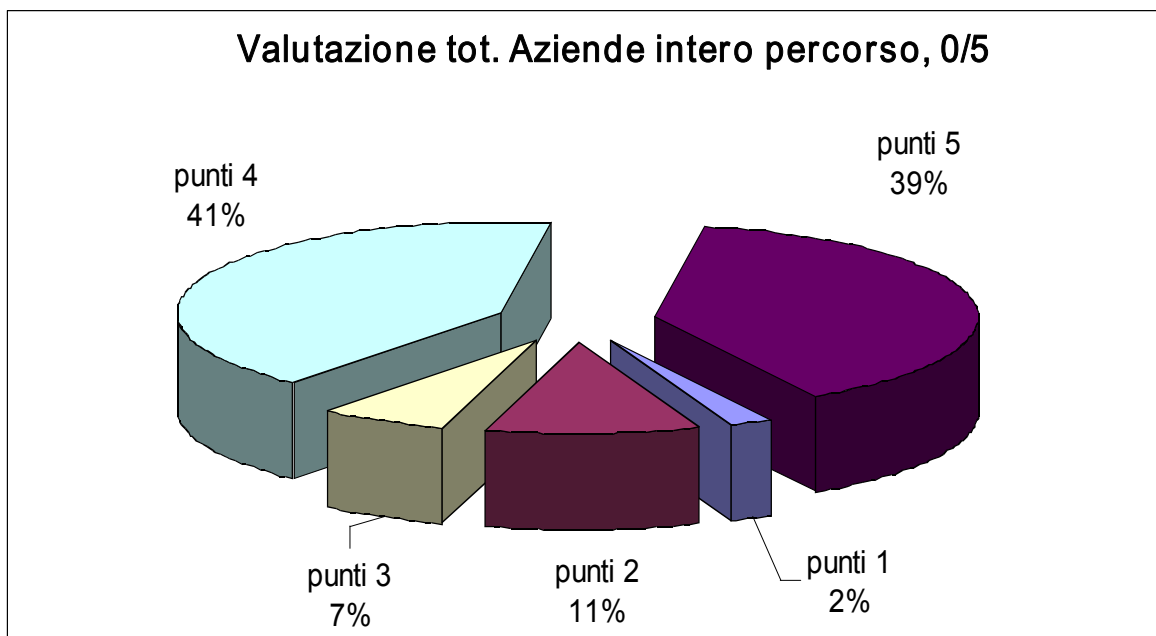 Valutazione tot. Aziende intero percorso, 0/5
punti 5
39%
punti 4
41%
punti 3
7%
punti 2
11%
punti 1
2%